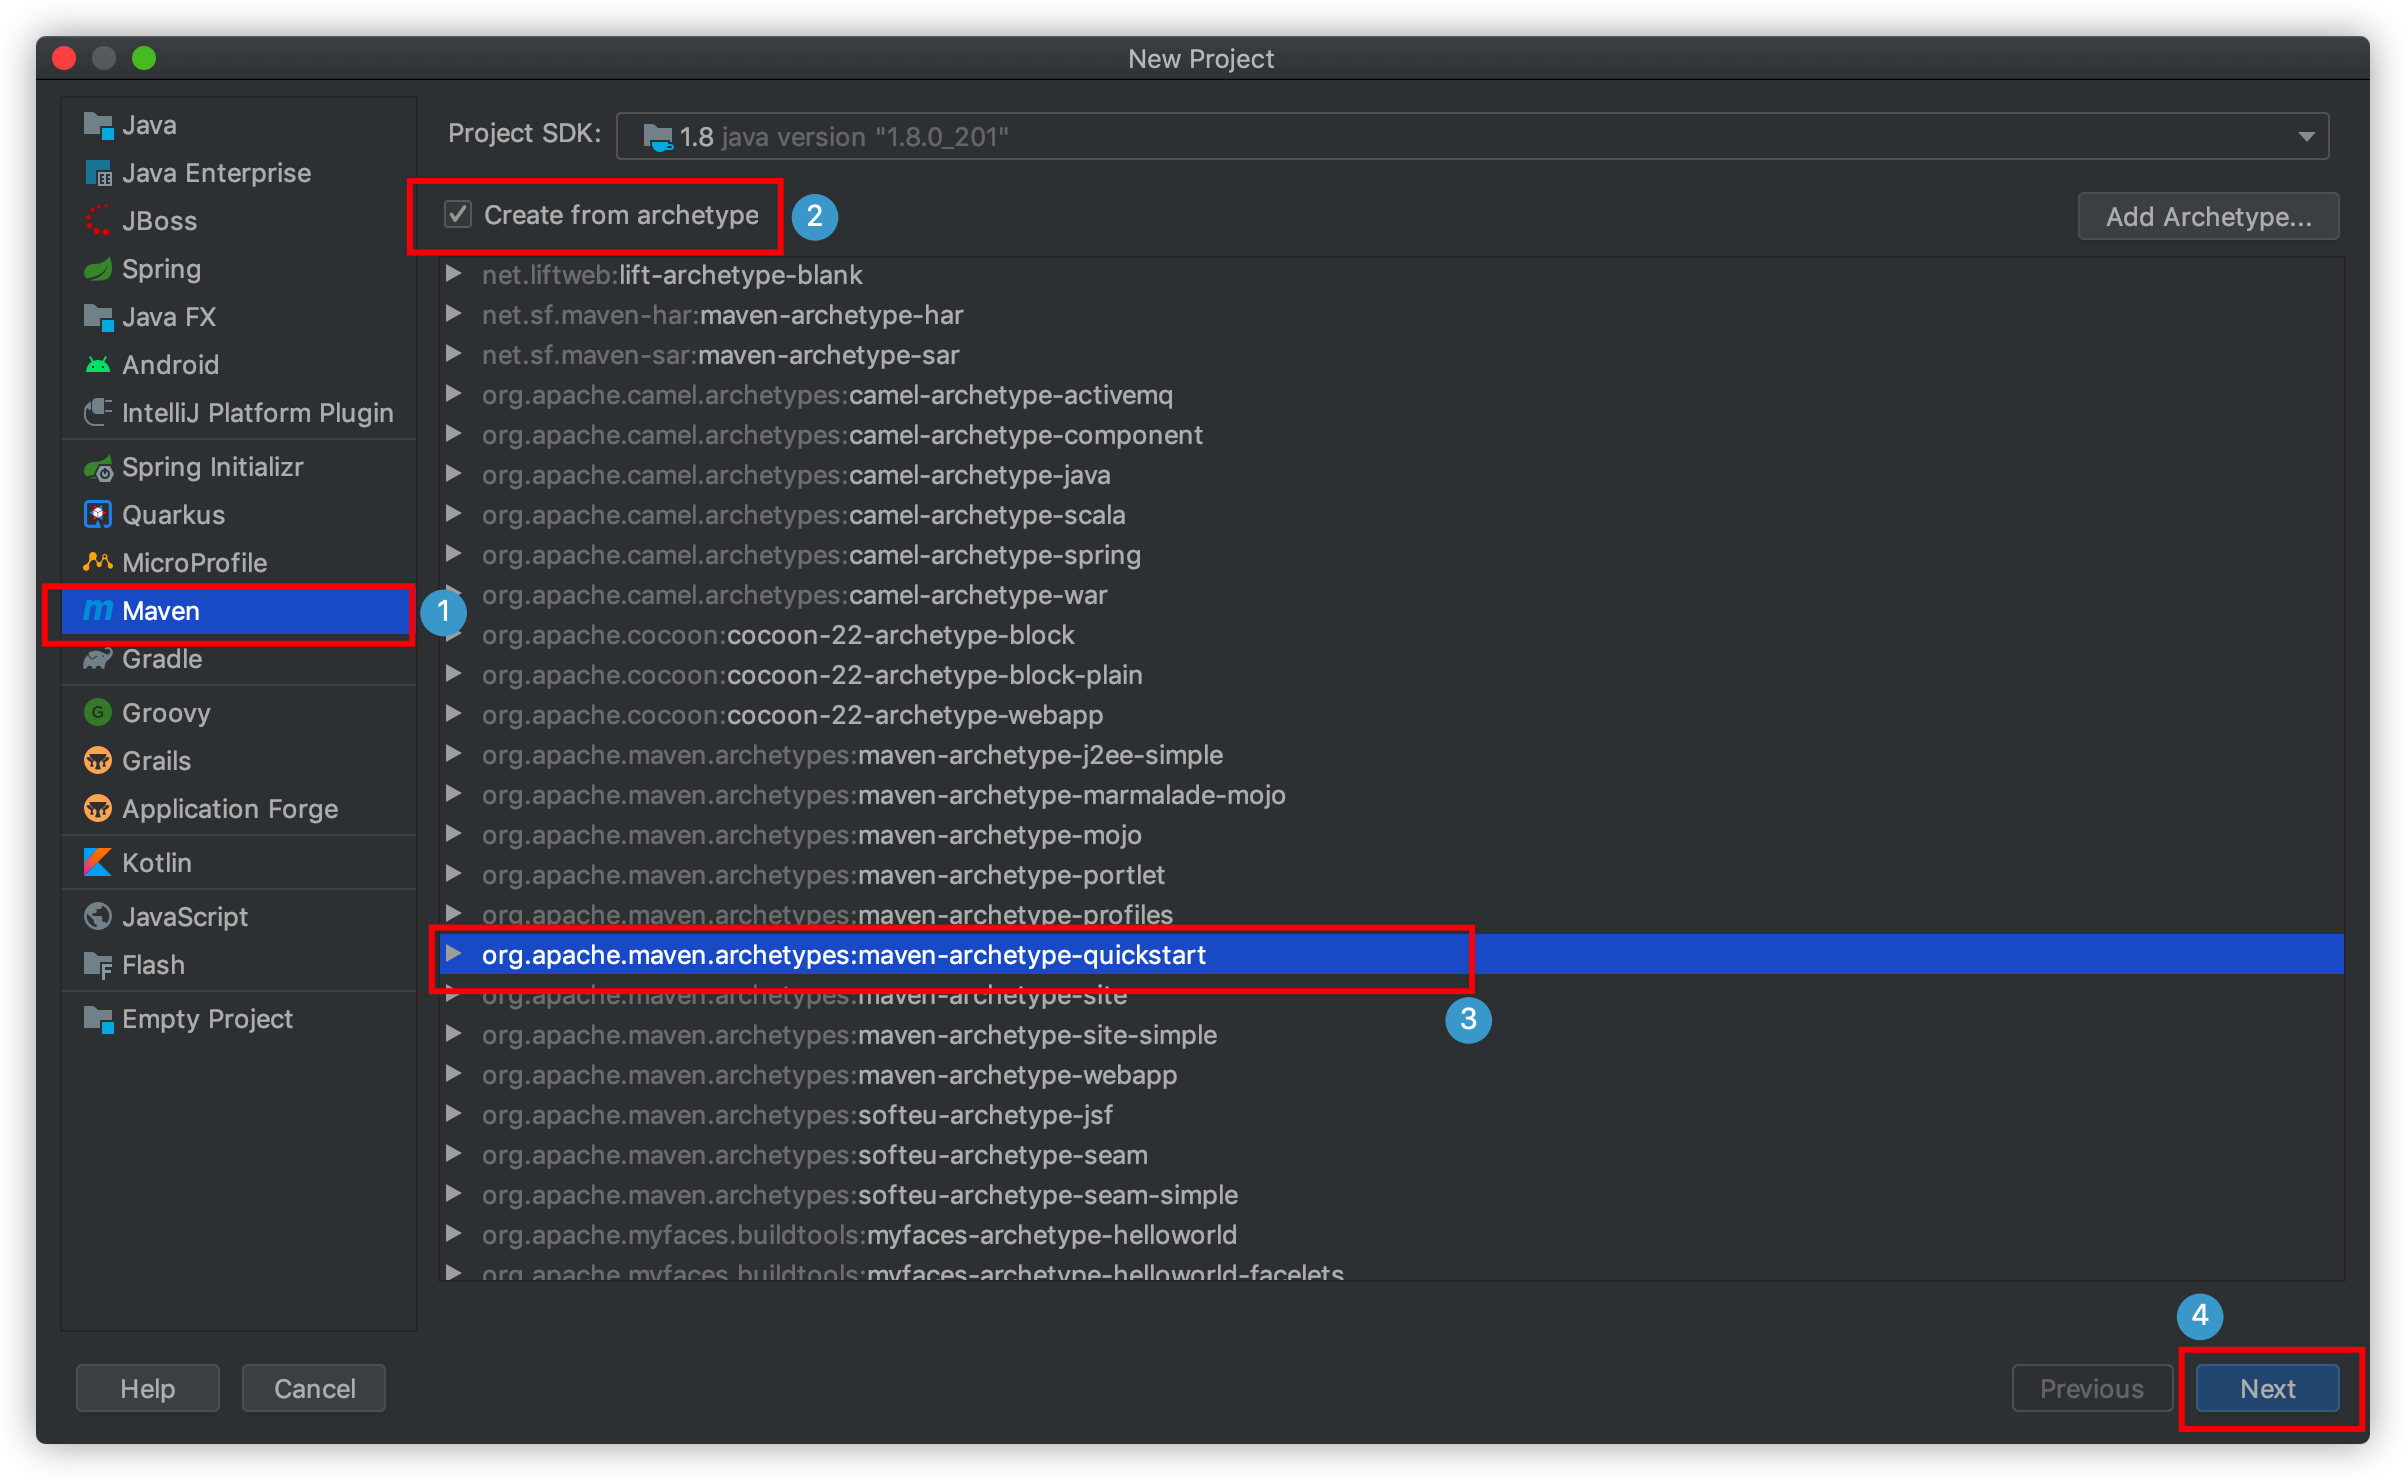 New Project
Java
Java Enterprise
JBoss
Spring
Java FX
Android
IntelliJ Platform Plugin
Spring Initializr
Quarkus
MicroProfile
Maven
1
Gradle
Groovy
Grails
Application Forge
Kotlin
JavaScript
Flash
Empty Project
Project SDK: 1.8 java version "1.8.0_201"
Create from archetype
2
Add Archetype...
net.liftweb:lift-archetype-blank
net.sf.maven-har:maven-archetype-har
net.sf.maven-sar:maven-archetype-sar
org.apache.camel.archetypes:camel-archetype-activemq
org.apache.camel.archetypes:camel-archetype-component
org.apache.camel.archetypes:camel-archetype-java
org.apache.camel.archetypes:camel-archetype-scala
org.apache.camel.archetypes:camel-archetype-spring
org.apache.camel.archetypes:camel-archetype-war
org.apache.cocoon:cocoon-22-archetype-block
org.apache.cocoon:cocoon-22-archetype-block-plain
org.apache.cocoon:cocoon-22-archetype-webapp
org.apache.maven.archetypes:maven-archetype-j2ee-simple
org.apache.maven.archetypes:maven-archetype-marmalade-mojo
org.apache.maven.archetypes:maven-archetype-mojo
org.apache.maven.archetypes:maven-archetype-portlet
org.apache.maven.archetypes:maven-archetype-profiles
org.apache.maven.archetypes:maven-archetype-quickstart
org.apache.maven.archetypes:maven-archetype-site
3
org.apache.maven.archetypes:maven-archetype-site-simple
org.apache.maven.archetypes:maven-archetype-webapp
org.apache.maven.archetypes:softeu-archetype-jsf
org.apache.maven.archetypes:softeu-archetype-seam
org.apache.maven.archetypes:softeu-archetype-seam-simple
org.apache.myfaces.buildtools:myfaces-archetype-helloworld
org.apache.myfaces.buildtools:myfaces-archetype-helloworld-facelets
4
Help
Cancel
Previous
Next